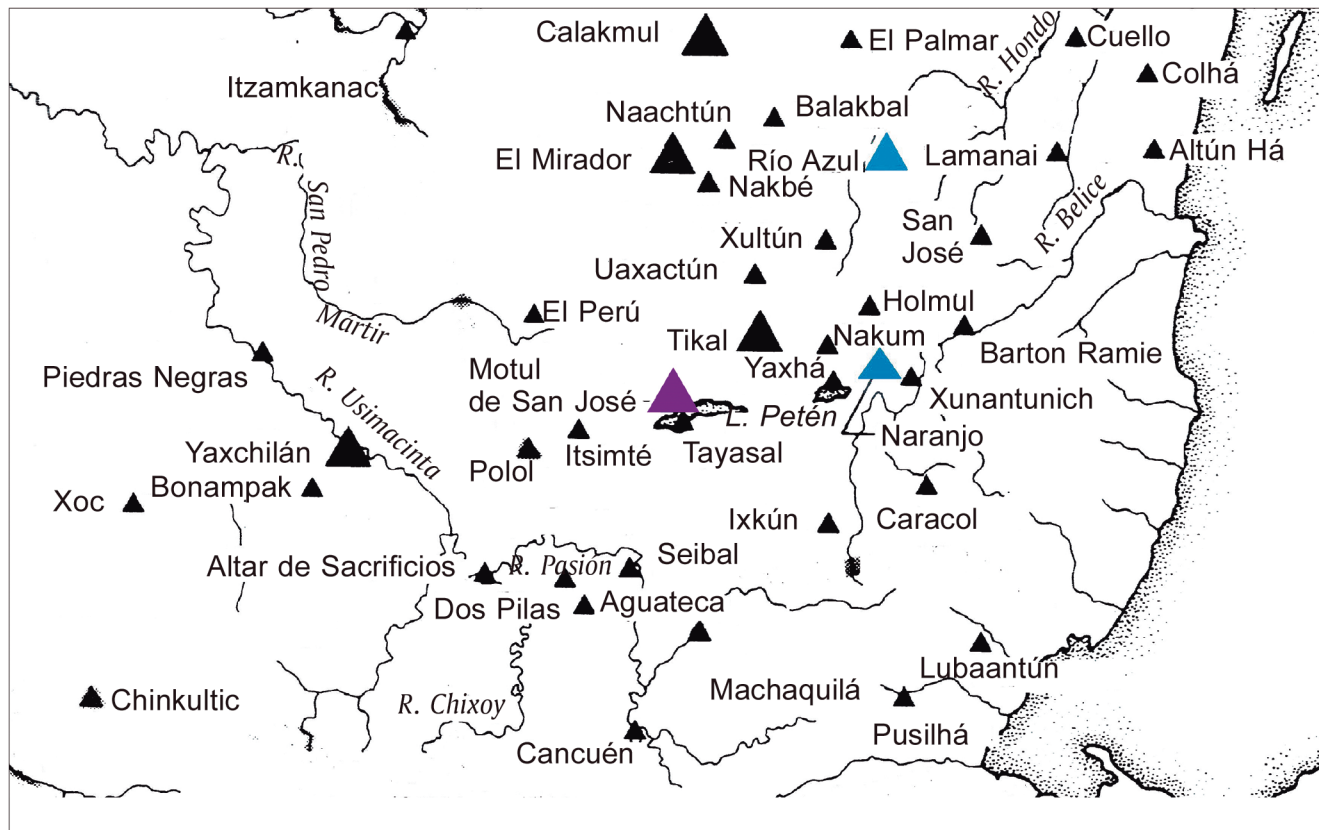 Calakmul
El Palmar
Cuello
R. Hondo
Colhá
Itzamkanac
Balakbal
Naachtún
El Mirador
Río Azul
Lamanai
Altún Há
Nakbé
R.
San Pedro
Martir
San
José
R. Belice
Xultún
Uaxactún
El Perú
Holmul
Tikal
Nakum
Barton Ramie
Piedras Negras
Motul
de San José
Yaxhá
Xunantunich
R. Usimacinta
L. Petén
Naranjo
Yaxchilán
Polol
Itsimté
Tayasal
Xoc
Bonampak
Ixkún
Caracol
Altar de Sacrificios
R. Pasión
Seibal
Dos Pilas
Aguateca
Lubaantún
Chinkultic
R. Chixoy
Machaquilá
Cancuén
Pusilhá